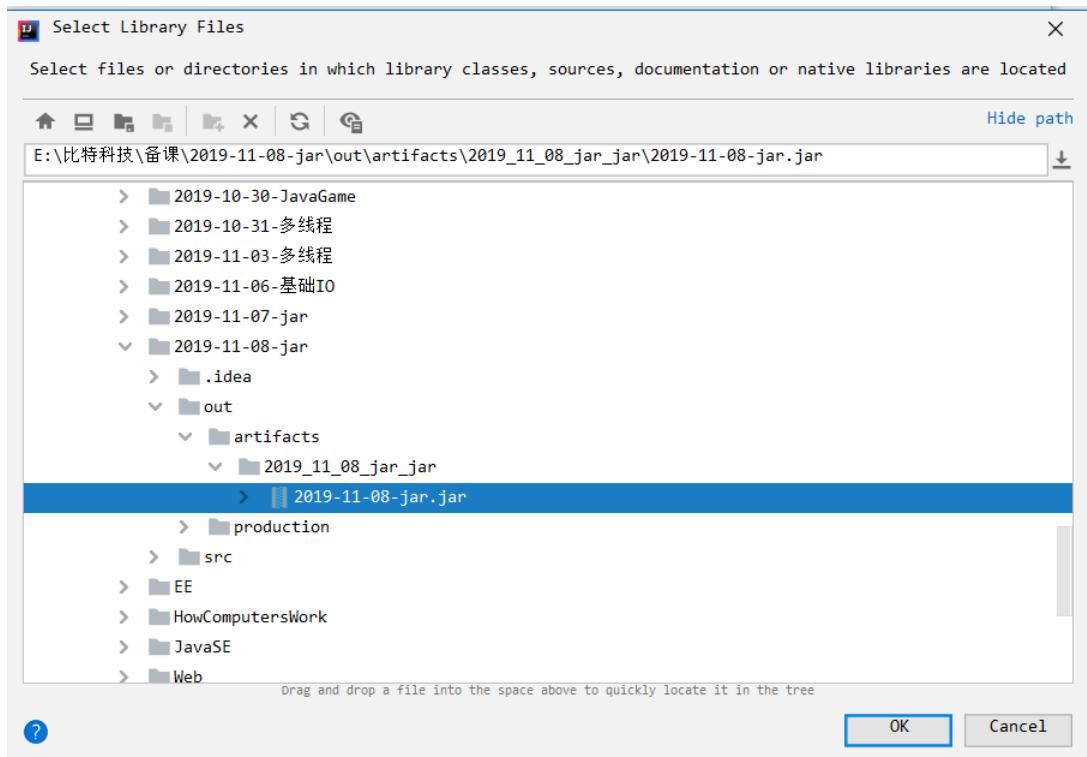 Select Library Files
Select files or directories in which library classes, sources, documentation or native libraries are located
Hide path
E:\比特科技\备课\2019-11-08-jar\out\artifacts\2019_11_08_jar_jar\2019-11-08-jar.jar
2019-10-30-JavaGame
2019-10-31-多线程
2019-11-03-多线程
2019-11-06-基础IO
2019-11-07-jar
2019-11-08-jar
.idea
out
artifacts
2019_11_08_jar_jar
2019-11-08-jar.jar
production
src
EE
HowComputersWork
JavaSE
Web
Drag and drop a file into the space above to quickly locate it in the tree
?
OK Cancel